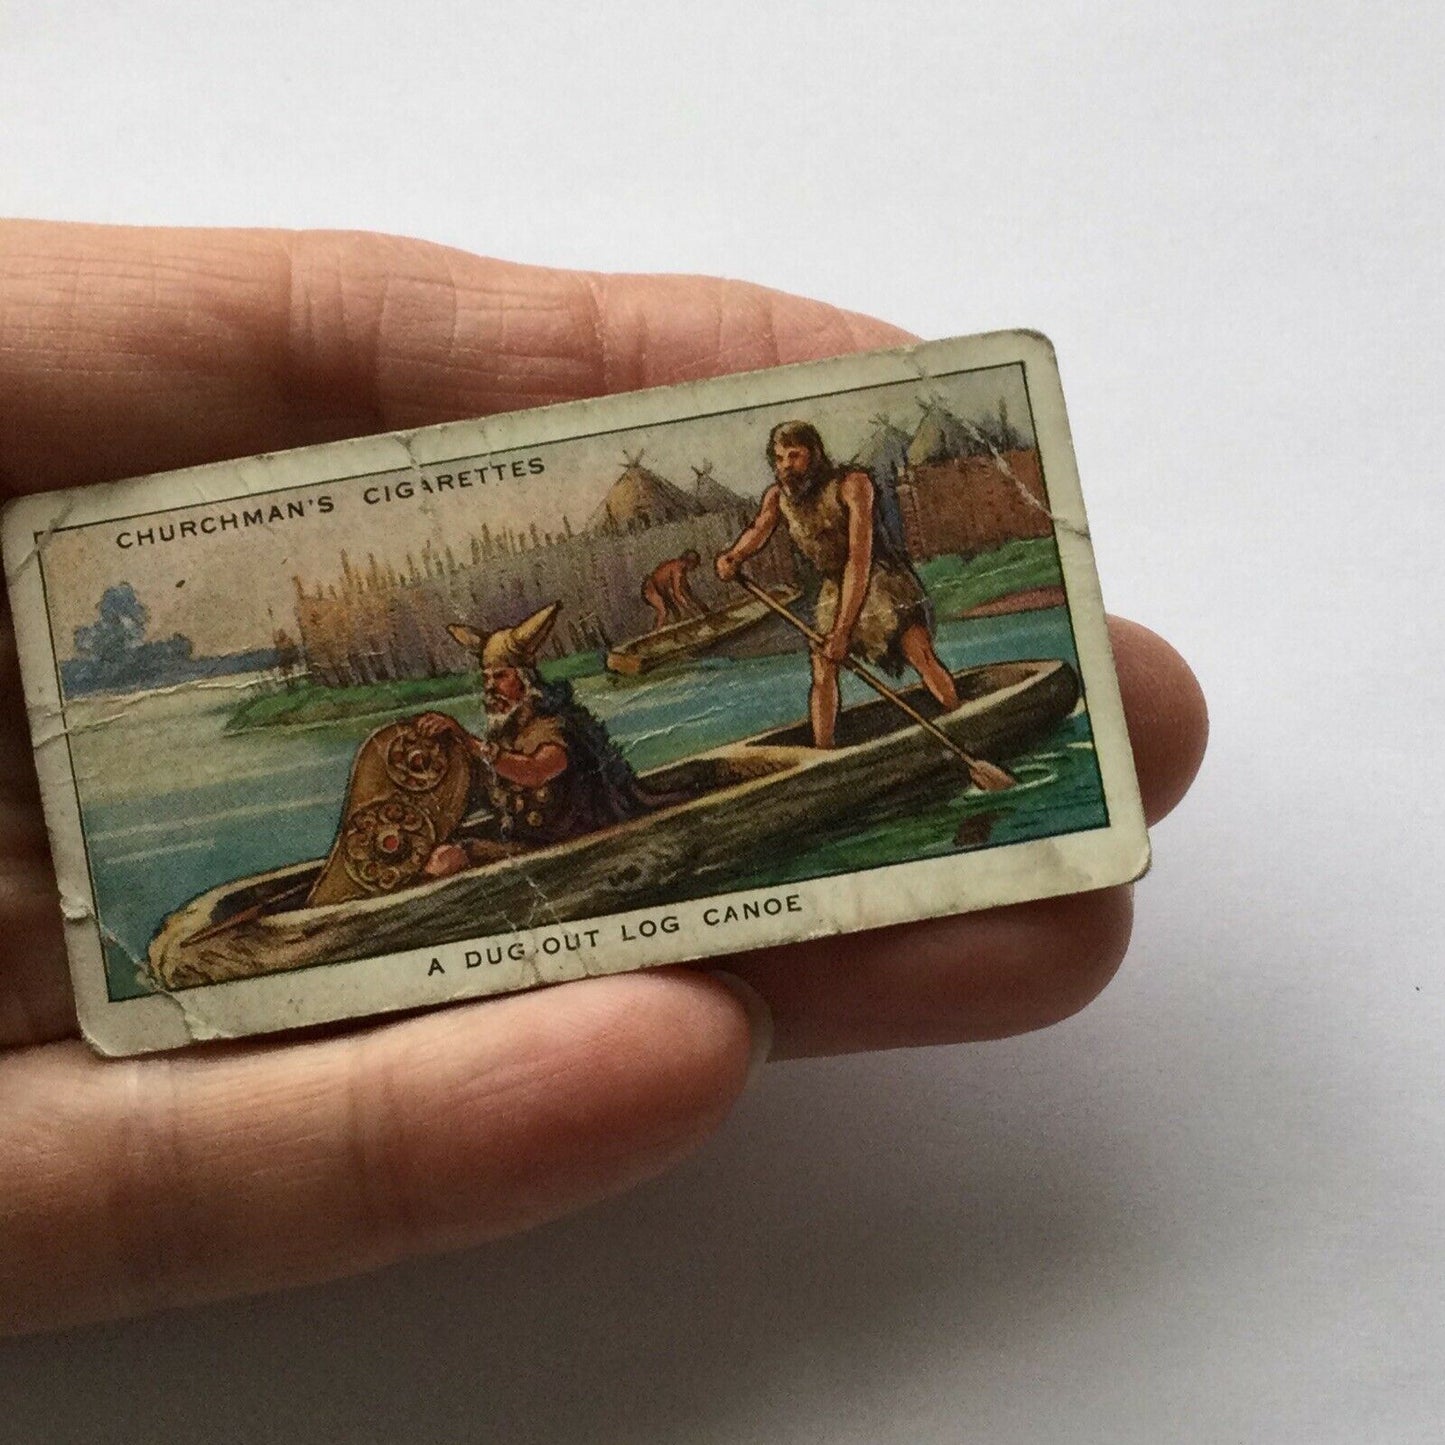 CHURCHMAN'S CIGARETTES
A DUG-OUT LOG CANOE